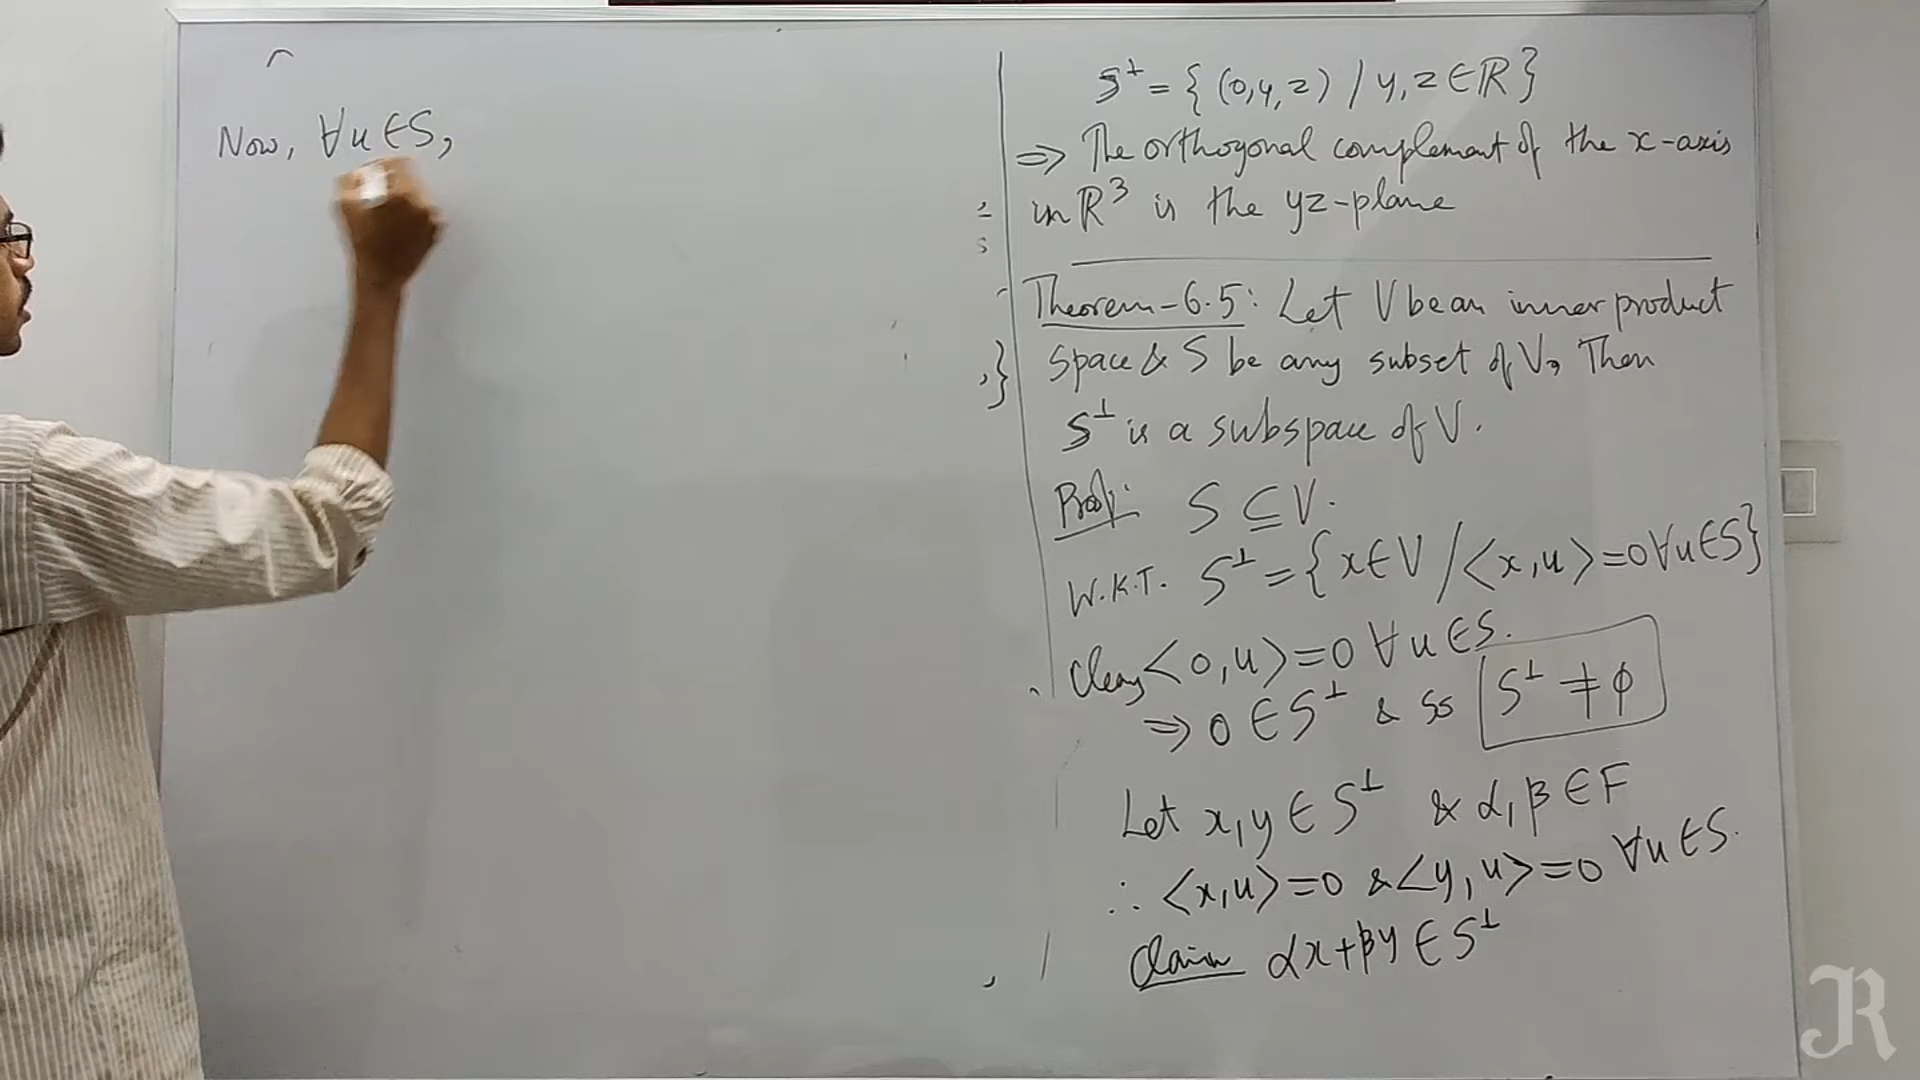 Now, ∀u∈S,
S⊥ = { (0,y,z) / y,z ∈ ℝ }
⇒ The orthogonal complement of the x-axis
in ℝ³ is the yz-plane
Theorem-6.5: Let V be an inner product
space & S be any subset of V, Then
S⊥ is a subspace of V.
Proof: S ⊆ V.
W.K.T. S⊥ = {x∈V / <x,u> = 0 ∀u∈S}
<0,u> = 0 ∀u∈S.
⇒ 0 ∈ S⊥ & so S⊥ ≠ φ
Let x,y ∈ S⊥ & α,β ∈ F
∴ <x,u> = 0 & <y,u> = 0 ∀u∈S.
Claim αx+βy ∈ S⊥
R